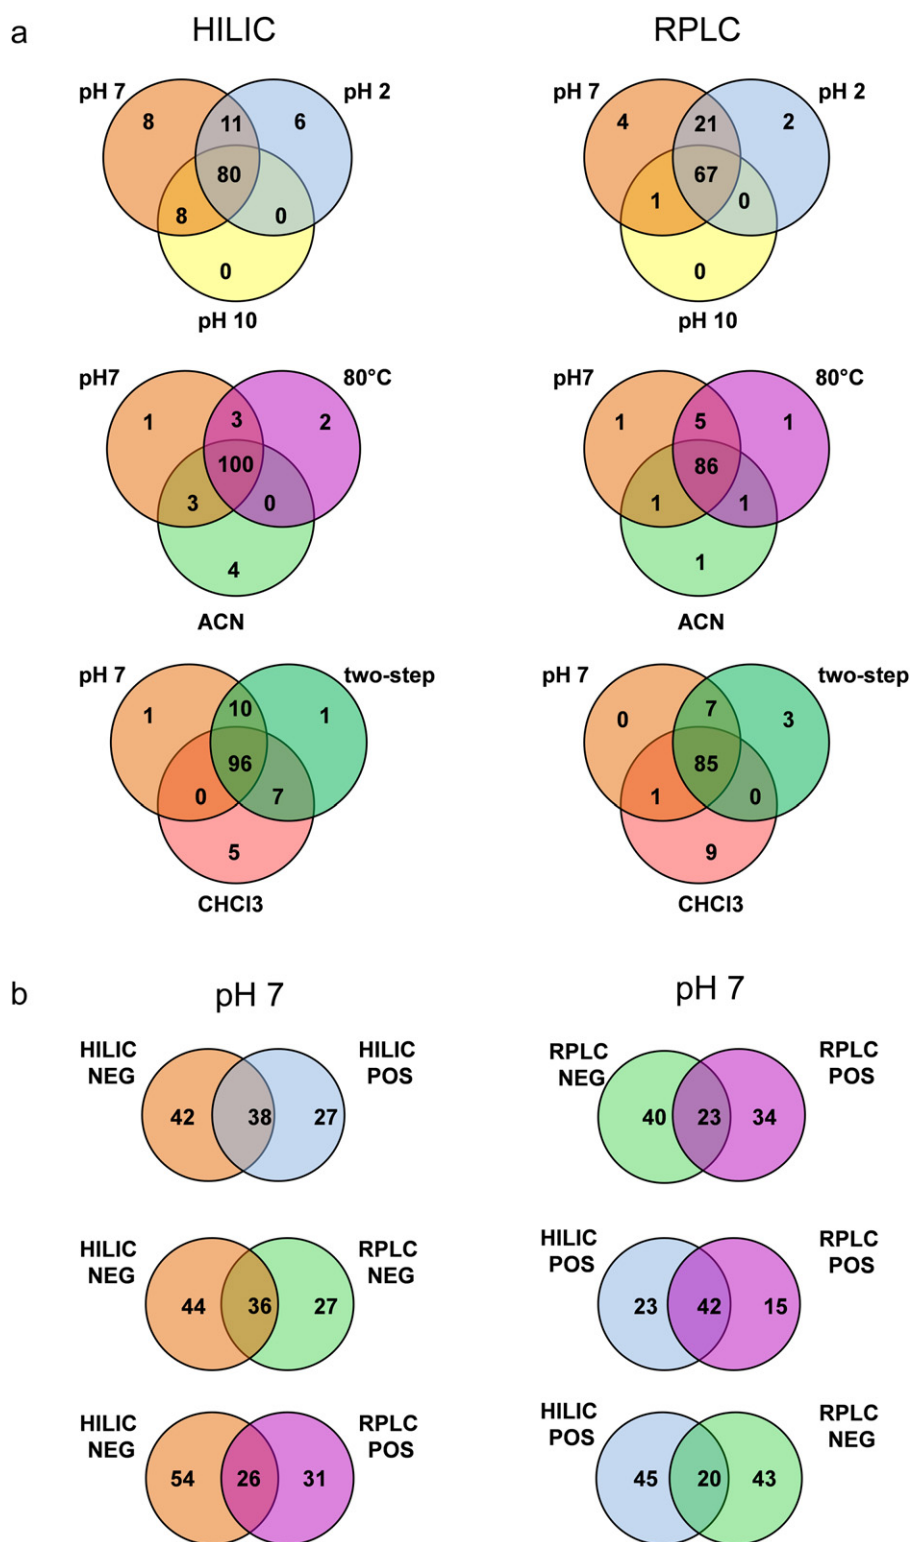 a
HILIC
RPLC
pH 7
pH 2
8
11
6
80
8
0
0
pH 10
pH 7
pH 2
4
21
2
67
1
0
0
pH 10
pH7
80°C
1
3
2
100
3
0
4
ACN
pH7
80°C
1
5
1
86
1
1
1
ACN
pH 7
two-step
1
10
1
96
0
7
5
CHCl3
pH 7
two-step
0
7
3
85
1
0
9
CHCl3
b
pH 7
pH 7
HILIC
NEG
HILIC
POS
42
38
27
RPLC
NEG
RPLC
POS
40
23
34
HILIC
NEG
RPLC
NEG
44
36
27
HILIC
POS
RPLC
POS
23
42
15
HILIC
NEG
RPLC
POS
54
26
31
HILIC
POS
RPLC
NEG
45
20
43